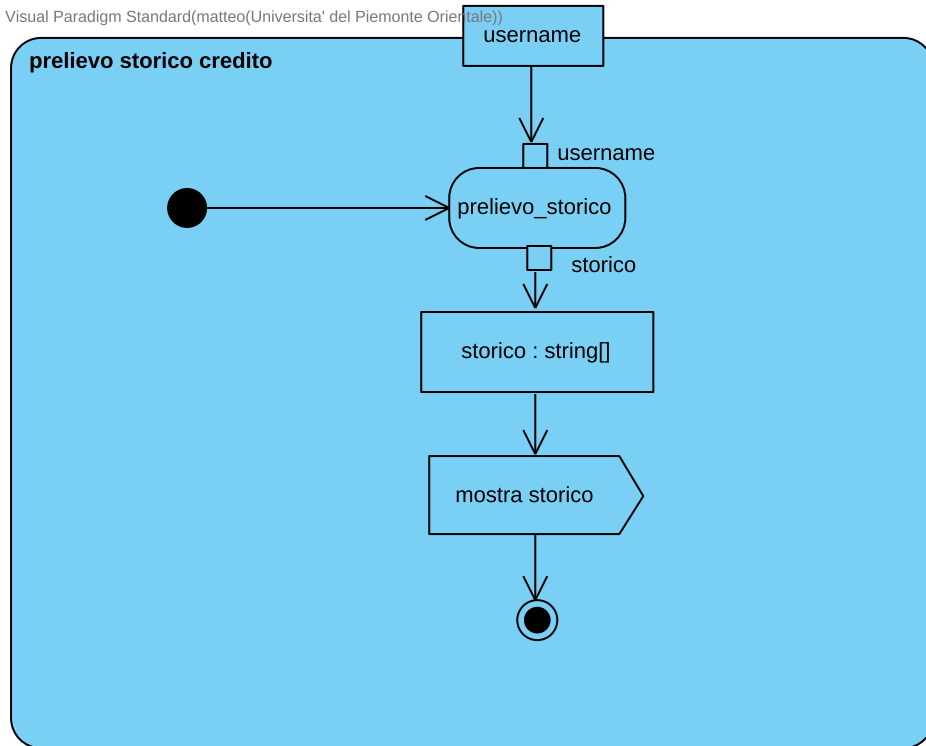 Visual Paradigm Standard(matteo(Universita' del Piemonte Orientale))
username
prelievo storico credito
username
prelievo_storico
storico
storico : string[]
mostra storico